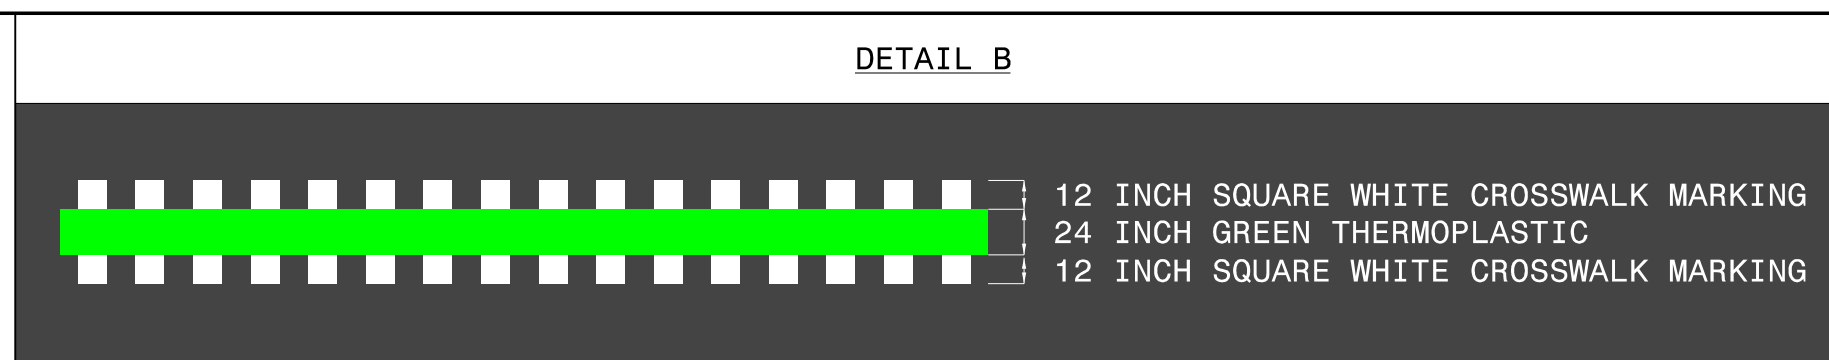 DETAIL B
12 INCH SQUARE WHITE CROSSWALK MARKING
24 INCH GREEN THERMOPLASTIC
12 INCH SQUARE WHITE CROSSWALK MARKING